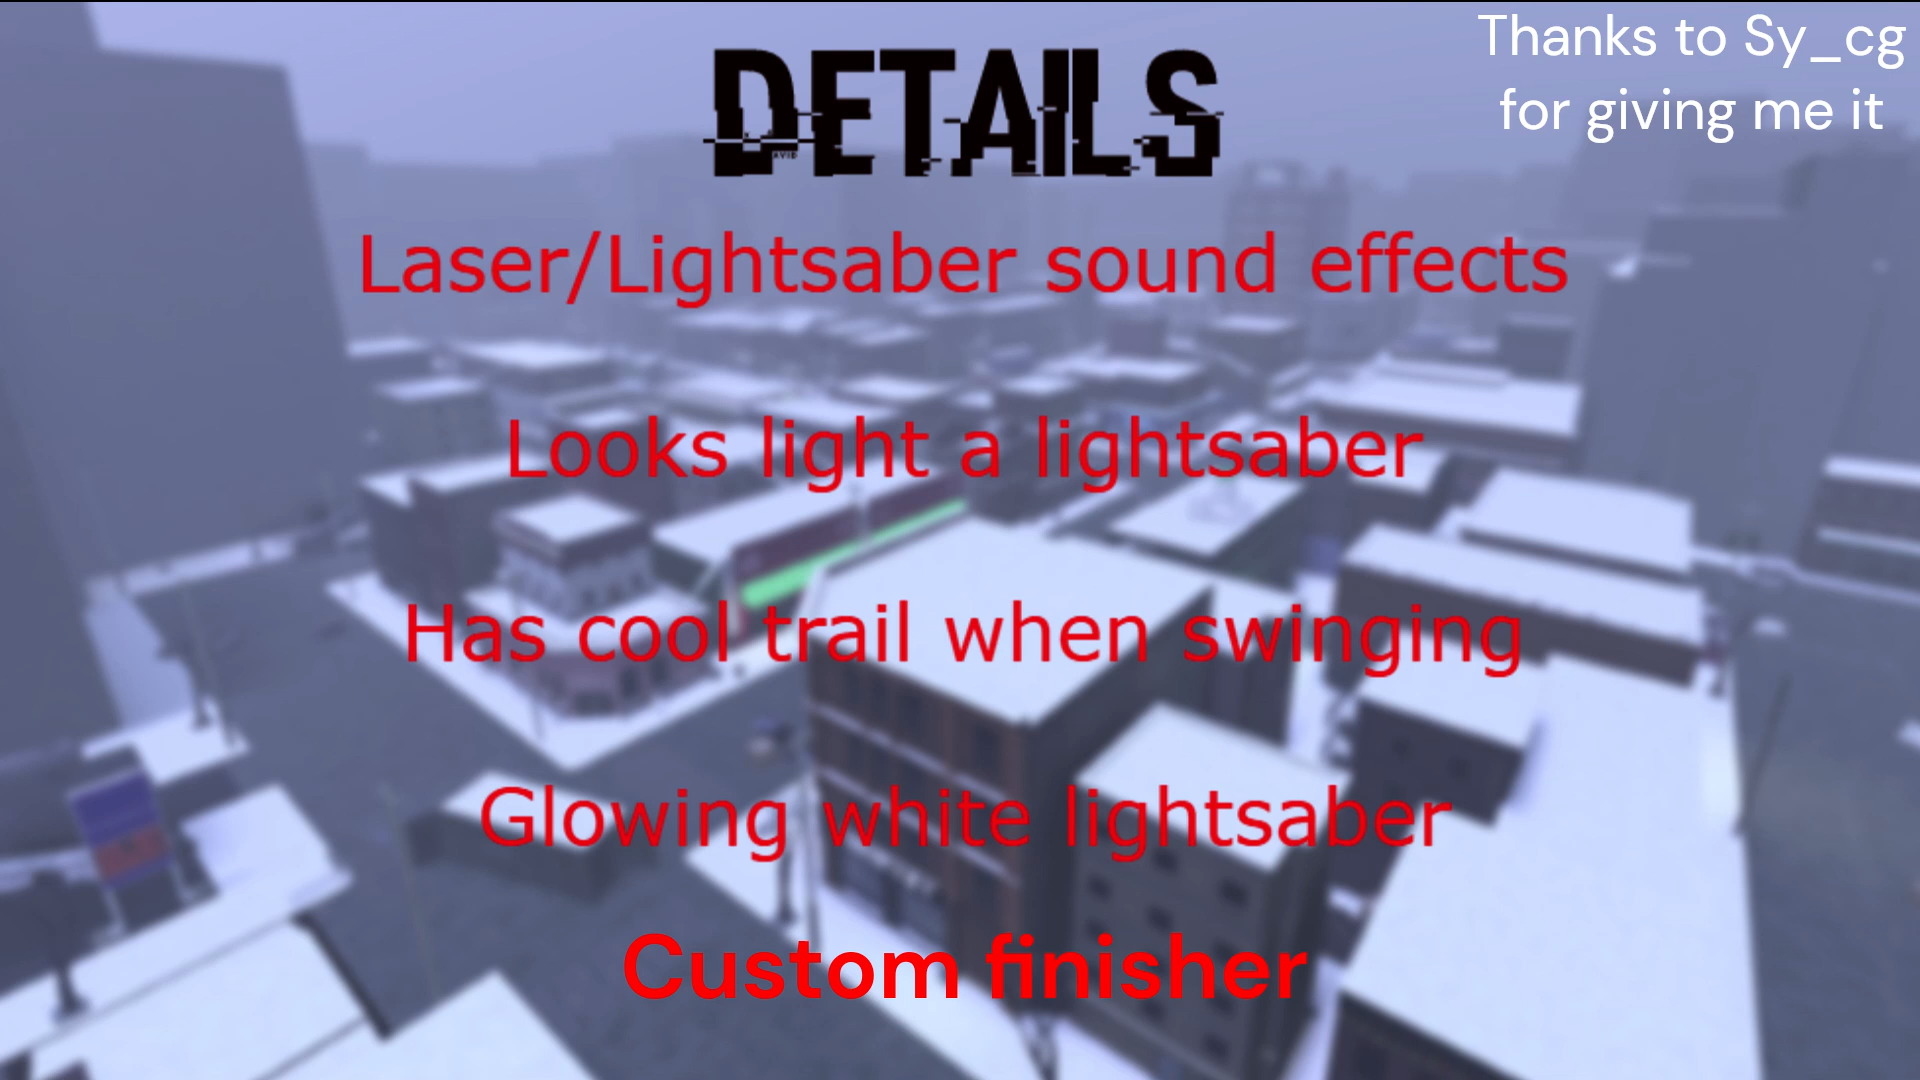 Thanks to Sy_cg
for giving me it
DETAILS
Laser/Lightsaber sound effects
Looks light a lightsaber
Has cool trail when swinging
Glowing white lightsaber
Custom finisher